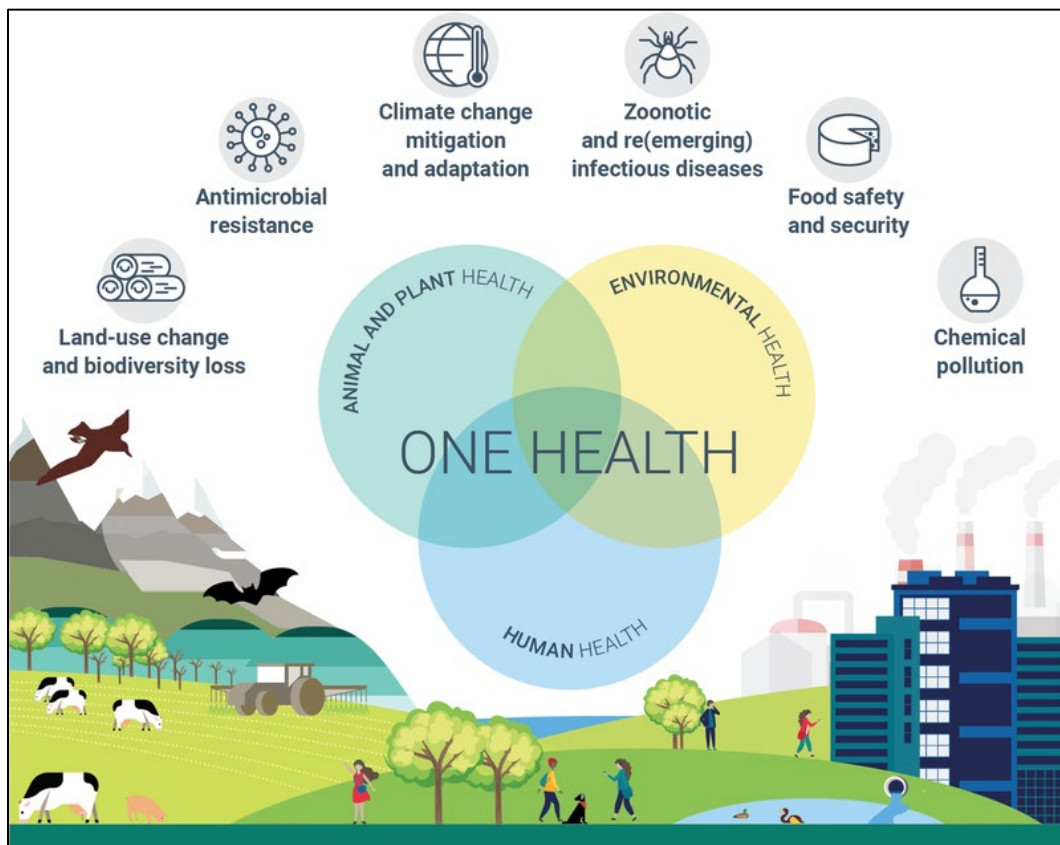 Climate change
mitigation
and adaptation
Zoonotic
and re(emerging)
infectious diseases
Antimicrobial
resistance
Food safety
and security
Land-use change
and biodiversity loss
Chemical
pollution
ANIMAL AND PLANT HEALTH
ENVIRONMENTAL HEALTH
ONE HEALTH
HUMAN HEALTH